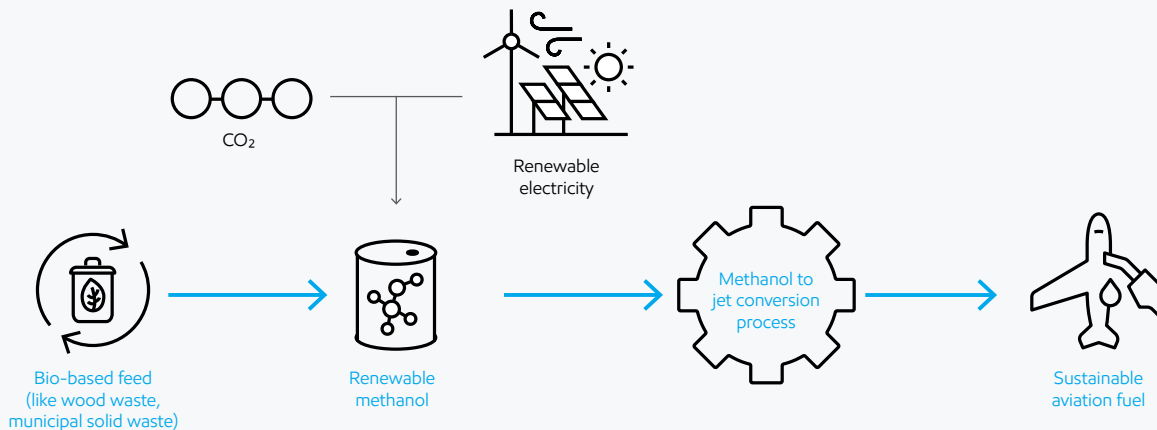 CO₂
Renewable
electricity
Methanol to
jet conversion
process
Bio-based feed
(like wood waste,
municipal solid waste)
Renewable
methanol
Sustainable
aviation fuel